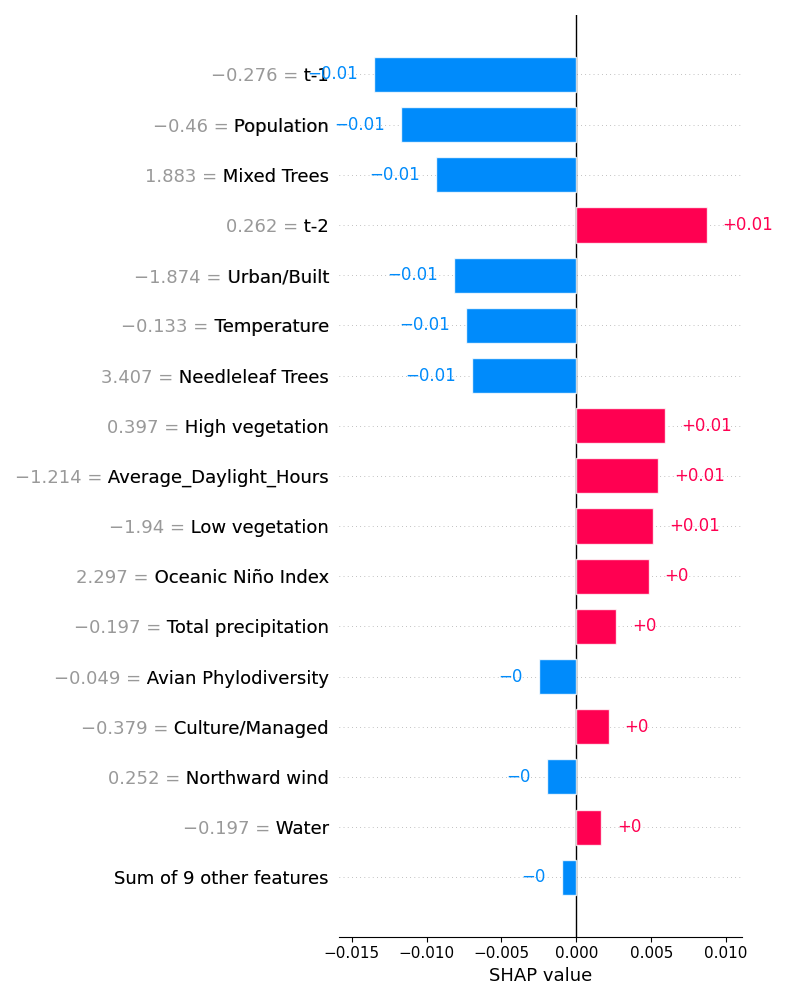 −0.276 = t-1 −0.01
−0.46 = Population −0.01
1.883 = Mixed Trees −0.01
0.262 = t-2 +0.01
−1.874 = Urban/Built −0.01
−0.133 = Temperature −0.01
3.407 = Needleleaf Trees −0.01
0.397 = High vegetation +0.01
−1.214 = Average_Daylight_Hours +0.01
−1.94 = Low vegetation +0.01
2.297 = Oceanic Niño Index +0
−0.197 = Total precipitation +0
−0.049 = Avian Phylodiversity −0
−0.379 = Culture/Managed +0
0.252 = Northward wind −0
−0.197 = Water +0
Sum of 9 other features −0
−0.015 −0.010 −0.005 0.000 0.005 0.010
SHAP value